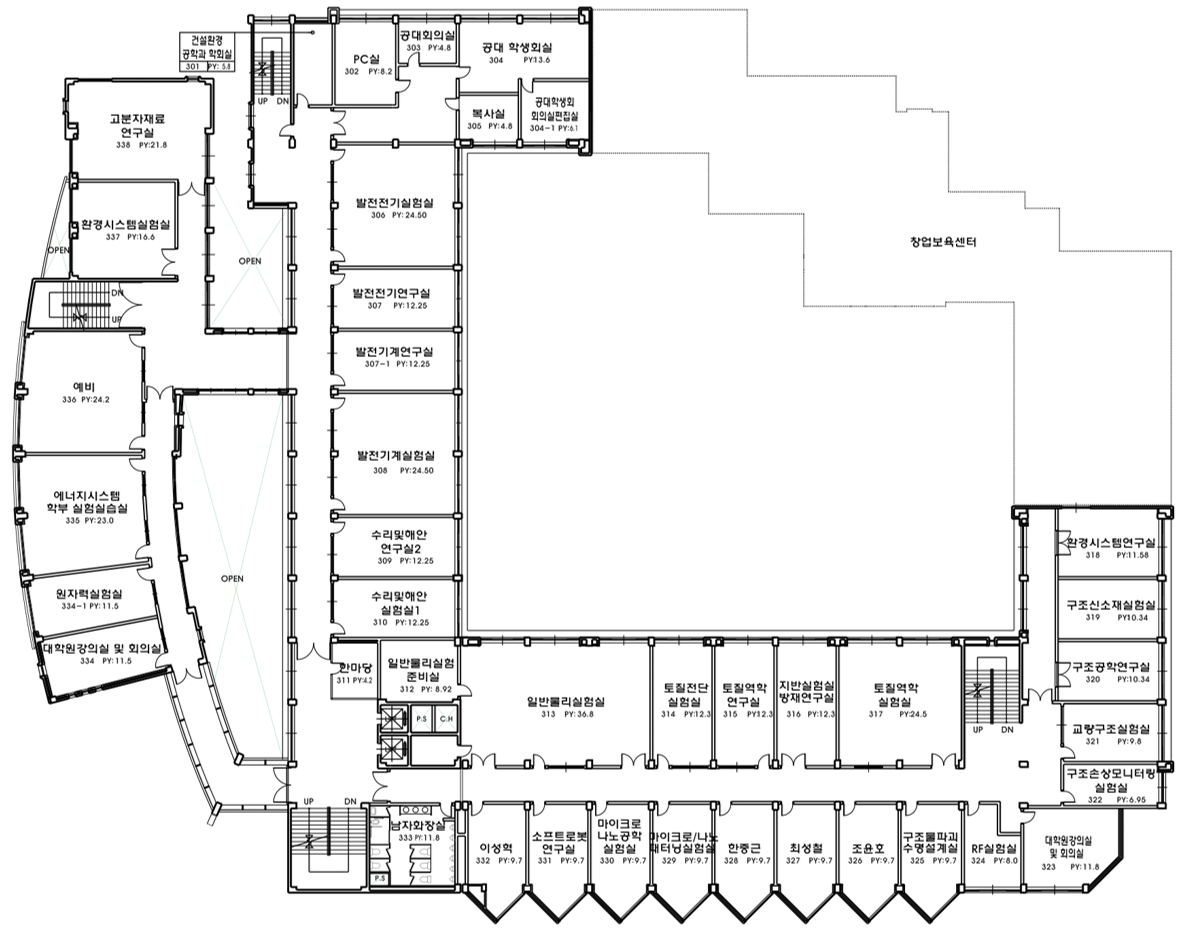 건설환경
공학과 학회실
301 PY: 5.8
UP DN
PC실
302 PY:8.2
공대회의실
303 PY:4.8
공대 학생회실
304 PY:13.6
복사실
305 PY:4.8
공대학생회
회의실편집실
304-1 PY:6.1
고분자재료
연구실
338 PY:21.8
환경시스템실험실
337 PY:16.6
OPEN
OPEN
발전전기실험실
306 PY:24.50
창업보육센터
발전전기연구실
307 PY:12.25
DN
UP
발전기계연구실
307-1 PY:12.25
예비
336 PY:24.2
발전기계실험실
308 PY:24.50
에너지시스템
학부 실험실습실
335 PY:23.0
수리및해안
연구실2
309 PY:12.25
OPEN
원자력실험실
334-1 PY:11.5
수리및해안
실험실1
310 PY:12.25
대학원강의실 및 회의실
334 PY:11.5
환경시스템연구실
318 PY:11.58
구조신소재실험실
319 PY10.34
구조공학연구실
320 PY:10.34
교량구조실험실
321 PY:9.8
구조손상모니터링
실험실
322 PY:6.95
한마당
311 PY:4.2
일반물리실험
준비실
312 PY: 8.92
P.S C.H
일반물리실험실
313 PY:36.8
토질전단
실험실
314 PY:12.3
토질역학
연구실
315 PY:12.3
지반실험실
방재연구실
316 PY:12.3
토질역학
실험실
317 PY:24.5
UP DN
UP DN
남자화장실
333 PY:11.8
P.S
이성혁
332 PY:9.7
소프트로봇
연구실
331 PY:9.7
마이크로
나노공학
실험실
330 PY:9.7
마이크로/나노
패터닝실험실
329 PY:9.7
한중근
328 PY:9.7
최성철
327 PY:9.7
조윤호
326 PY:9.7
구조물파괴
수명설계실
325 PY:9.7
RF실험실
324 PY:8.0
대학원강의실
및 회의실
323 PY:11.8